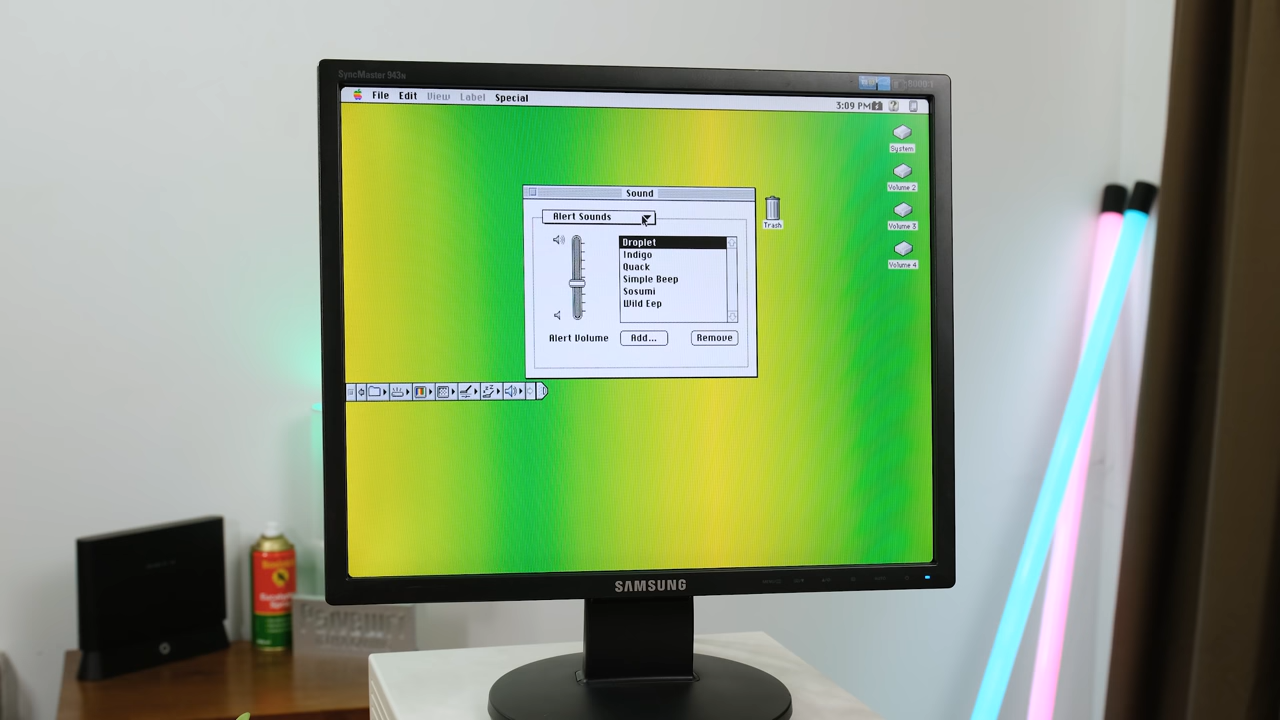 SyncMaster 943N
File Edit View Label Special
3:09 PM
System
Volume 2
Volume 3
Volume 4
Trash
Sound
Alert Sounds
Droplet
Indigo
Quack
Simple Beep
Sosumi
Wild Eep
Alert Volume
Add...
Remove
SAMSUNG